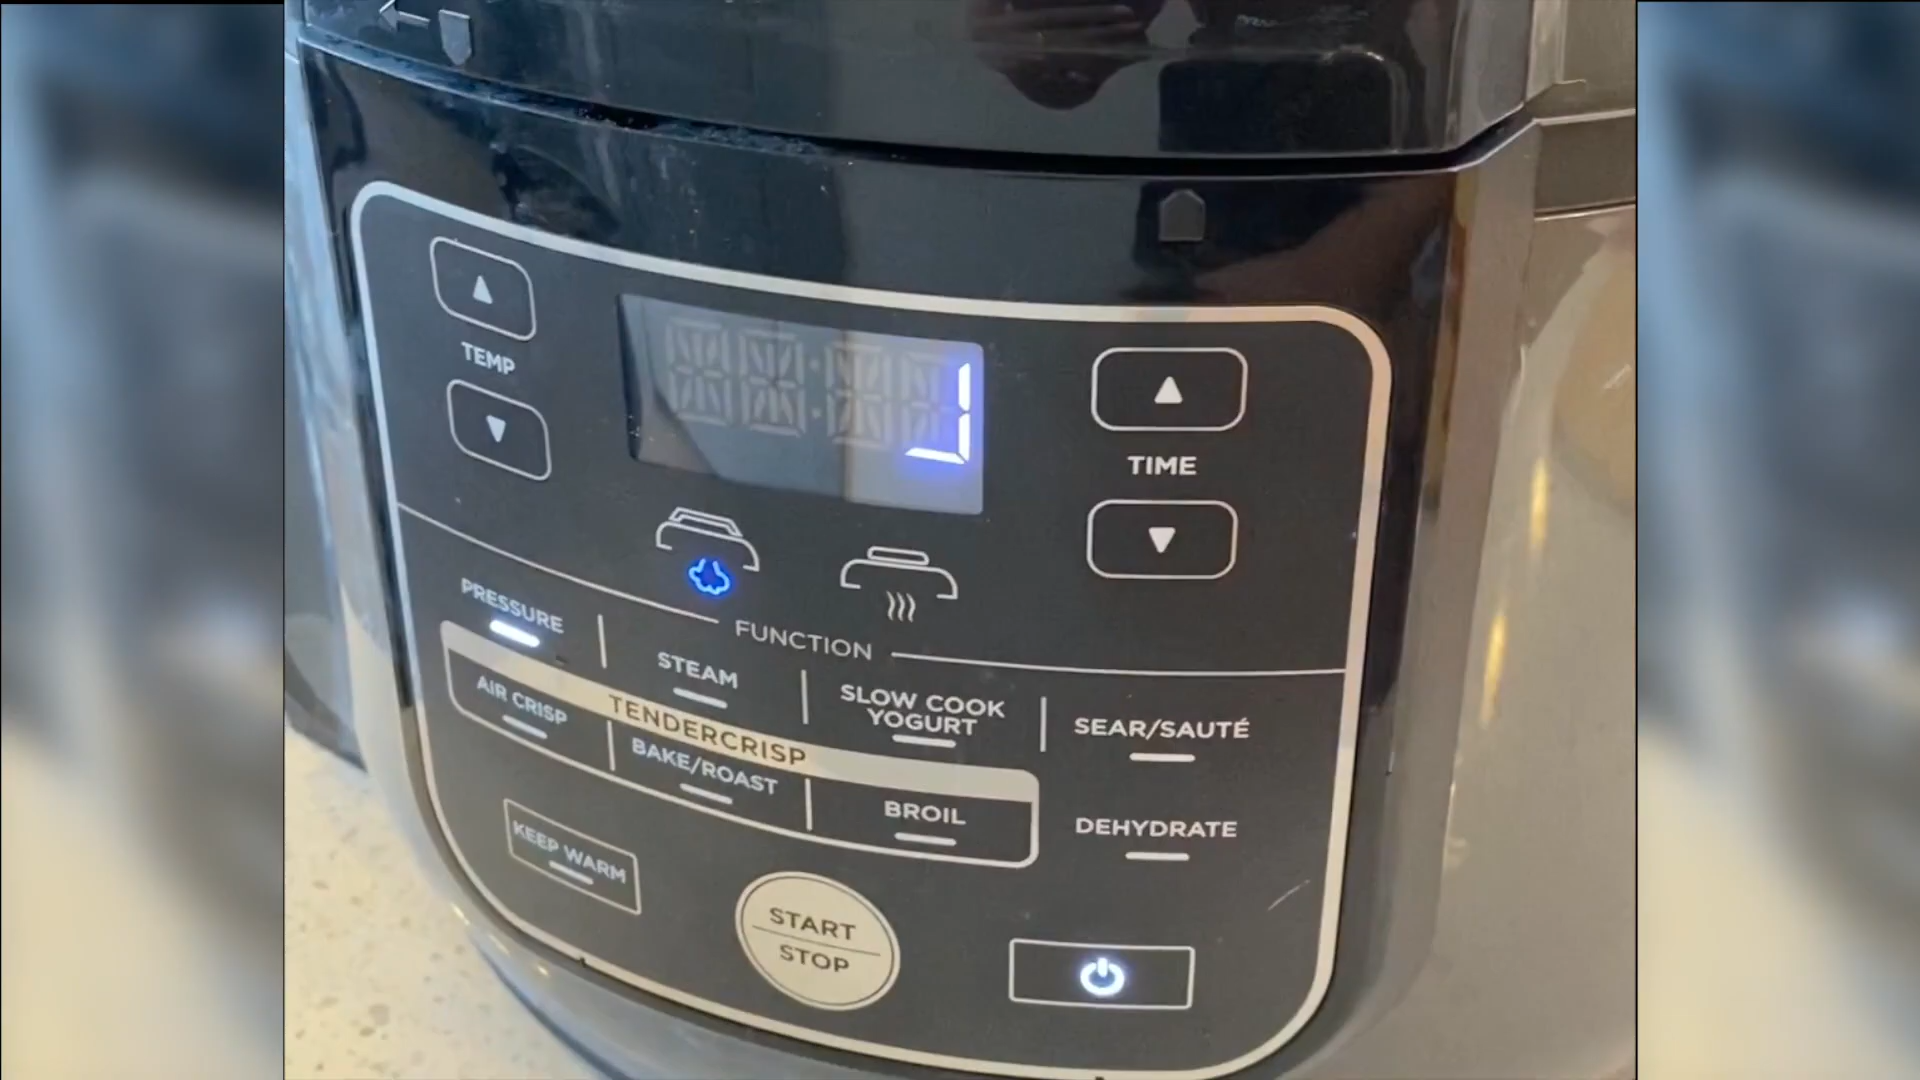 TEMP
TIME
FUNCTION
PRESSURE
STEAM
SLOW COOK
YOGURT
SEAR/SAUTÉ
TENDERCRISP
AIR CRISP
BAKE/ROAST
BROIL
DEHYDRATE
KEEP WARM
START
STOP